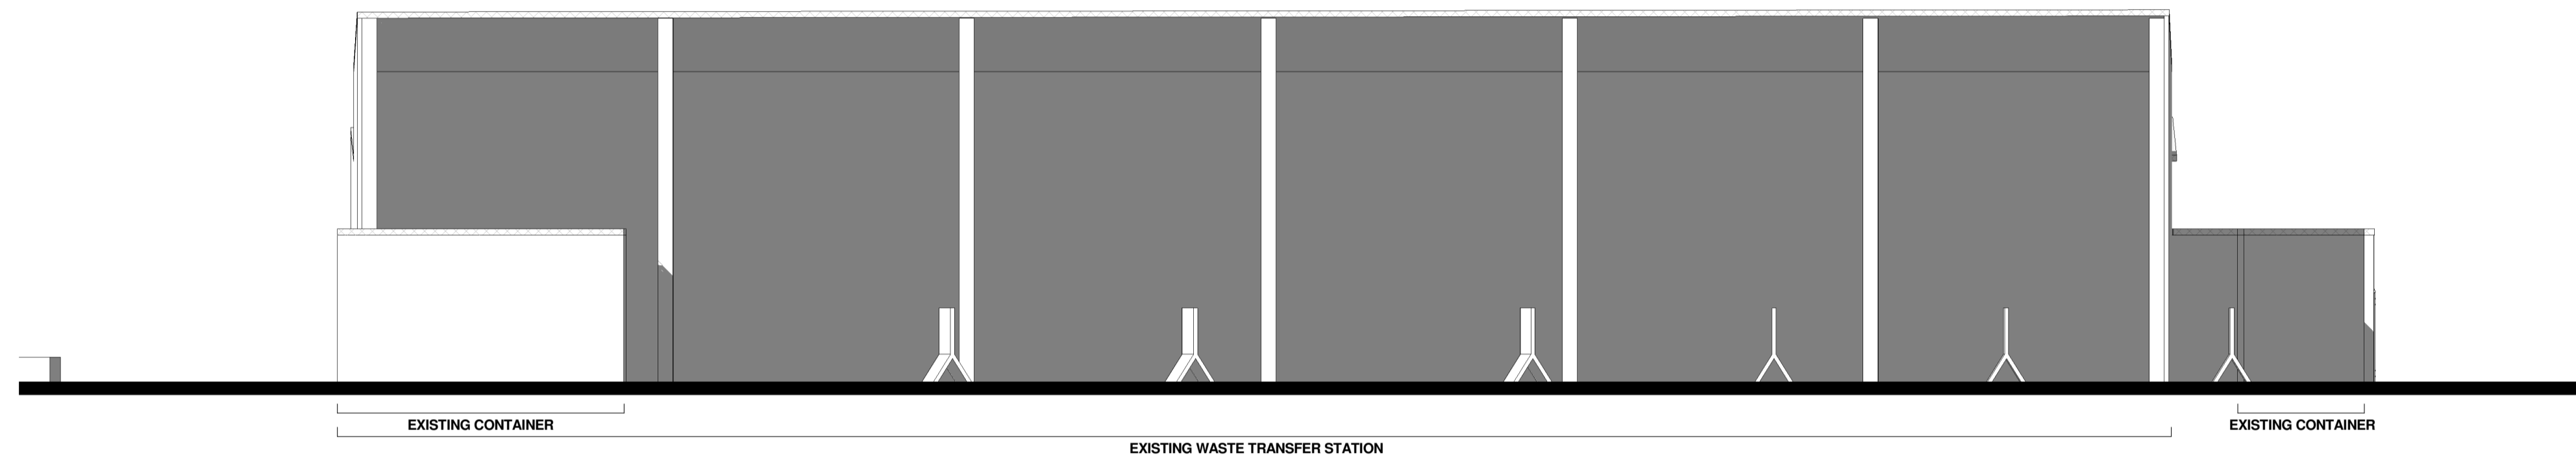 EXISTING CONTAINER
EXISTING CONTAINER
EXISTING WASTE TRANSFER STATION